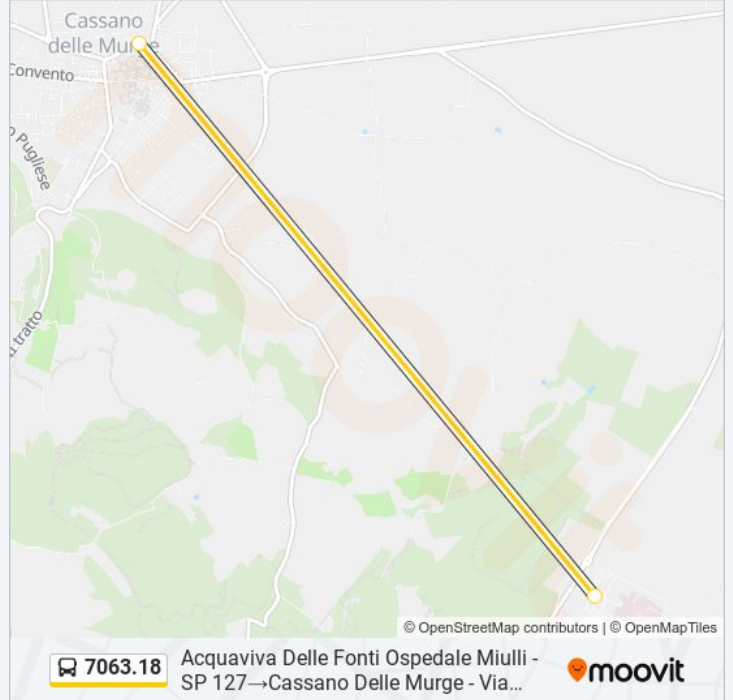 Cassano
delle Murge
Convento
o Pugliese
tratto
© OpenStreetMap contributors | © OpenMapTiles
7063.18
Acquaviva Delle Fonti Ospedale Miulli -
SP 127→Cassano Delle Murge - Via...
moovit